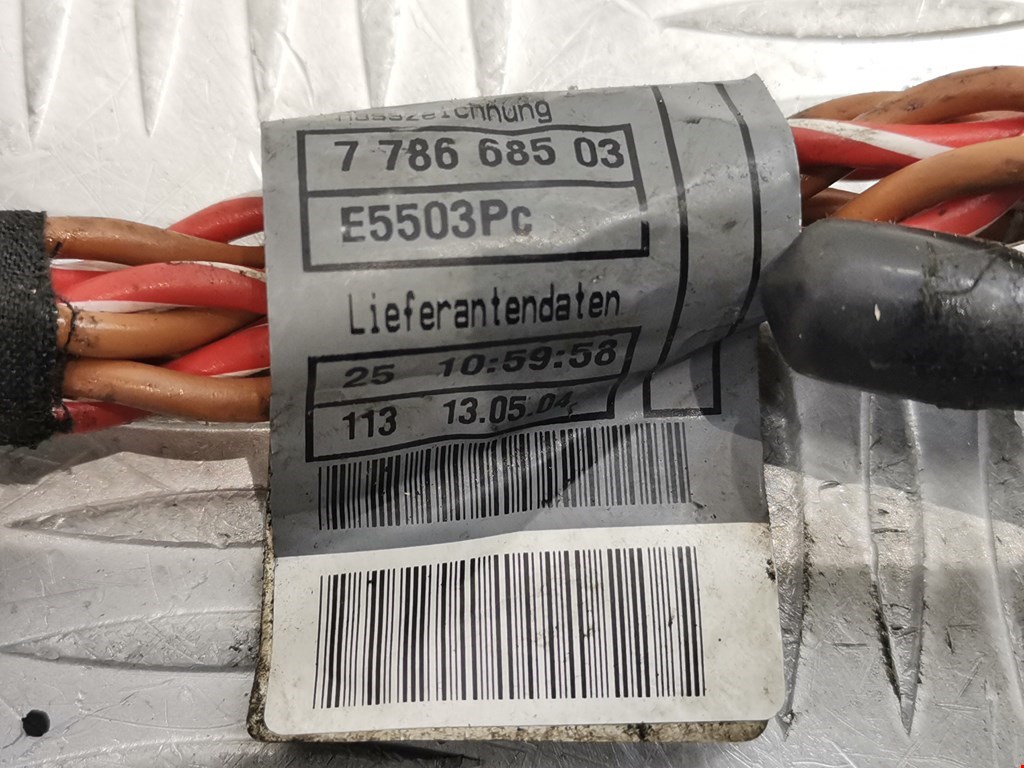 7 786 685 03
E5503Pc
Lieferantendaten
25 10:59:58
113 13.05.04